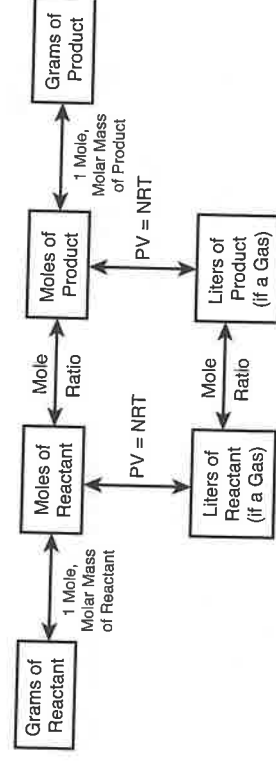 Grams of
Reactant
1 Mole,
Molar Mass
of Reactant
Moles of
Reactant
Mole
Ratio
Moles of
Product
1 Mole,
Molar Mass
of Product
Grams of
Product
PV = NRT
PV = NRT
Liters of
Reactant
(if a Gas)
Mole
Ratio
Liters of
Product
(if a Gas)